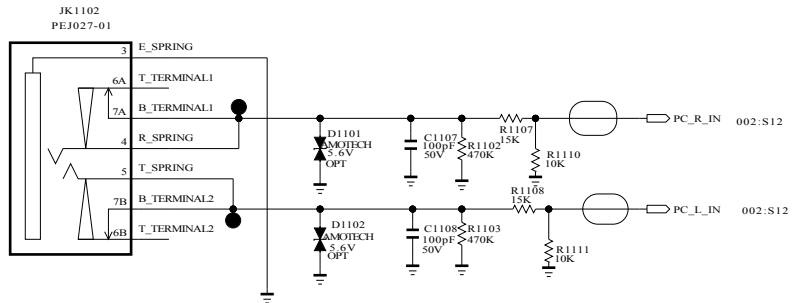 JK1102
PEJ027-01
3 E_SPRING
6A T_TERMINAL1
7A B_TERMINAL1
4 R_SPRING
5 T_SPRING
7B B_TERMINAL2
6B T_TERMINAL2
D1101
AMOTECH
5.6V
OPT
C1107
100pF
50V
R1102
470K
R1107
15K
R1110
10K
PC_R_IN 002:S12
D1102
AMOTECH
5.6V
OPT
C1108
100pF
50V
R1103
470K
R1108
15K
R1111
10K
PC_L_IN 002:S12